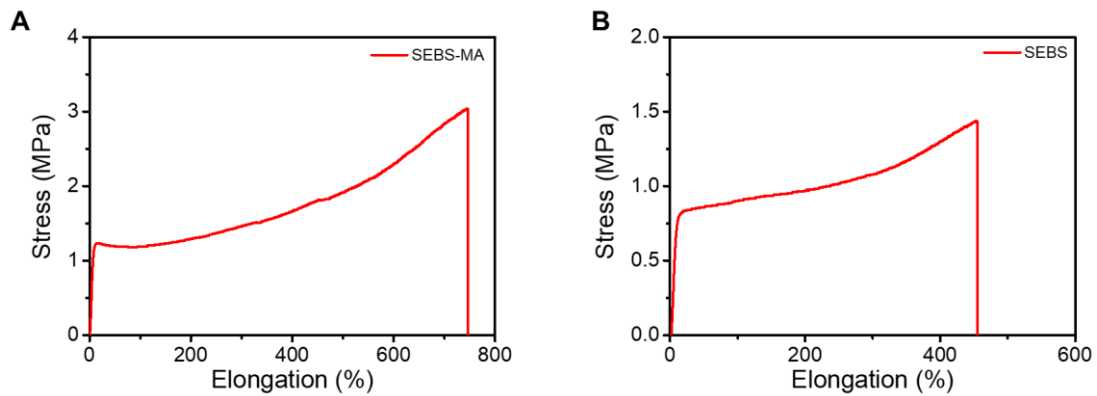 A
SEBS-MA
Stress (MPa)
4
3
2
1
0
0 200 400 600 800
Elongation (%)
B
SEBS
Stress (MPa)
2.0
1.5
1.0
0.5
0.0
0 200 400 600
Elongation (%)